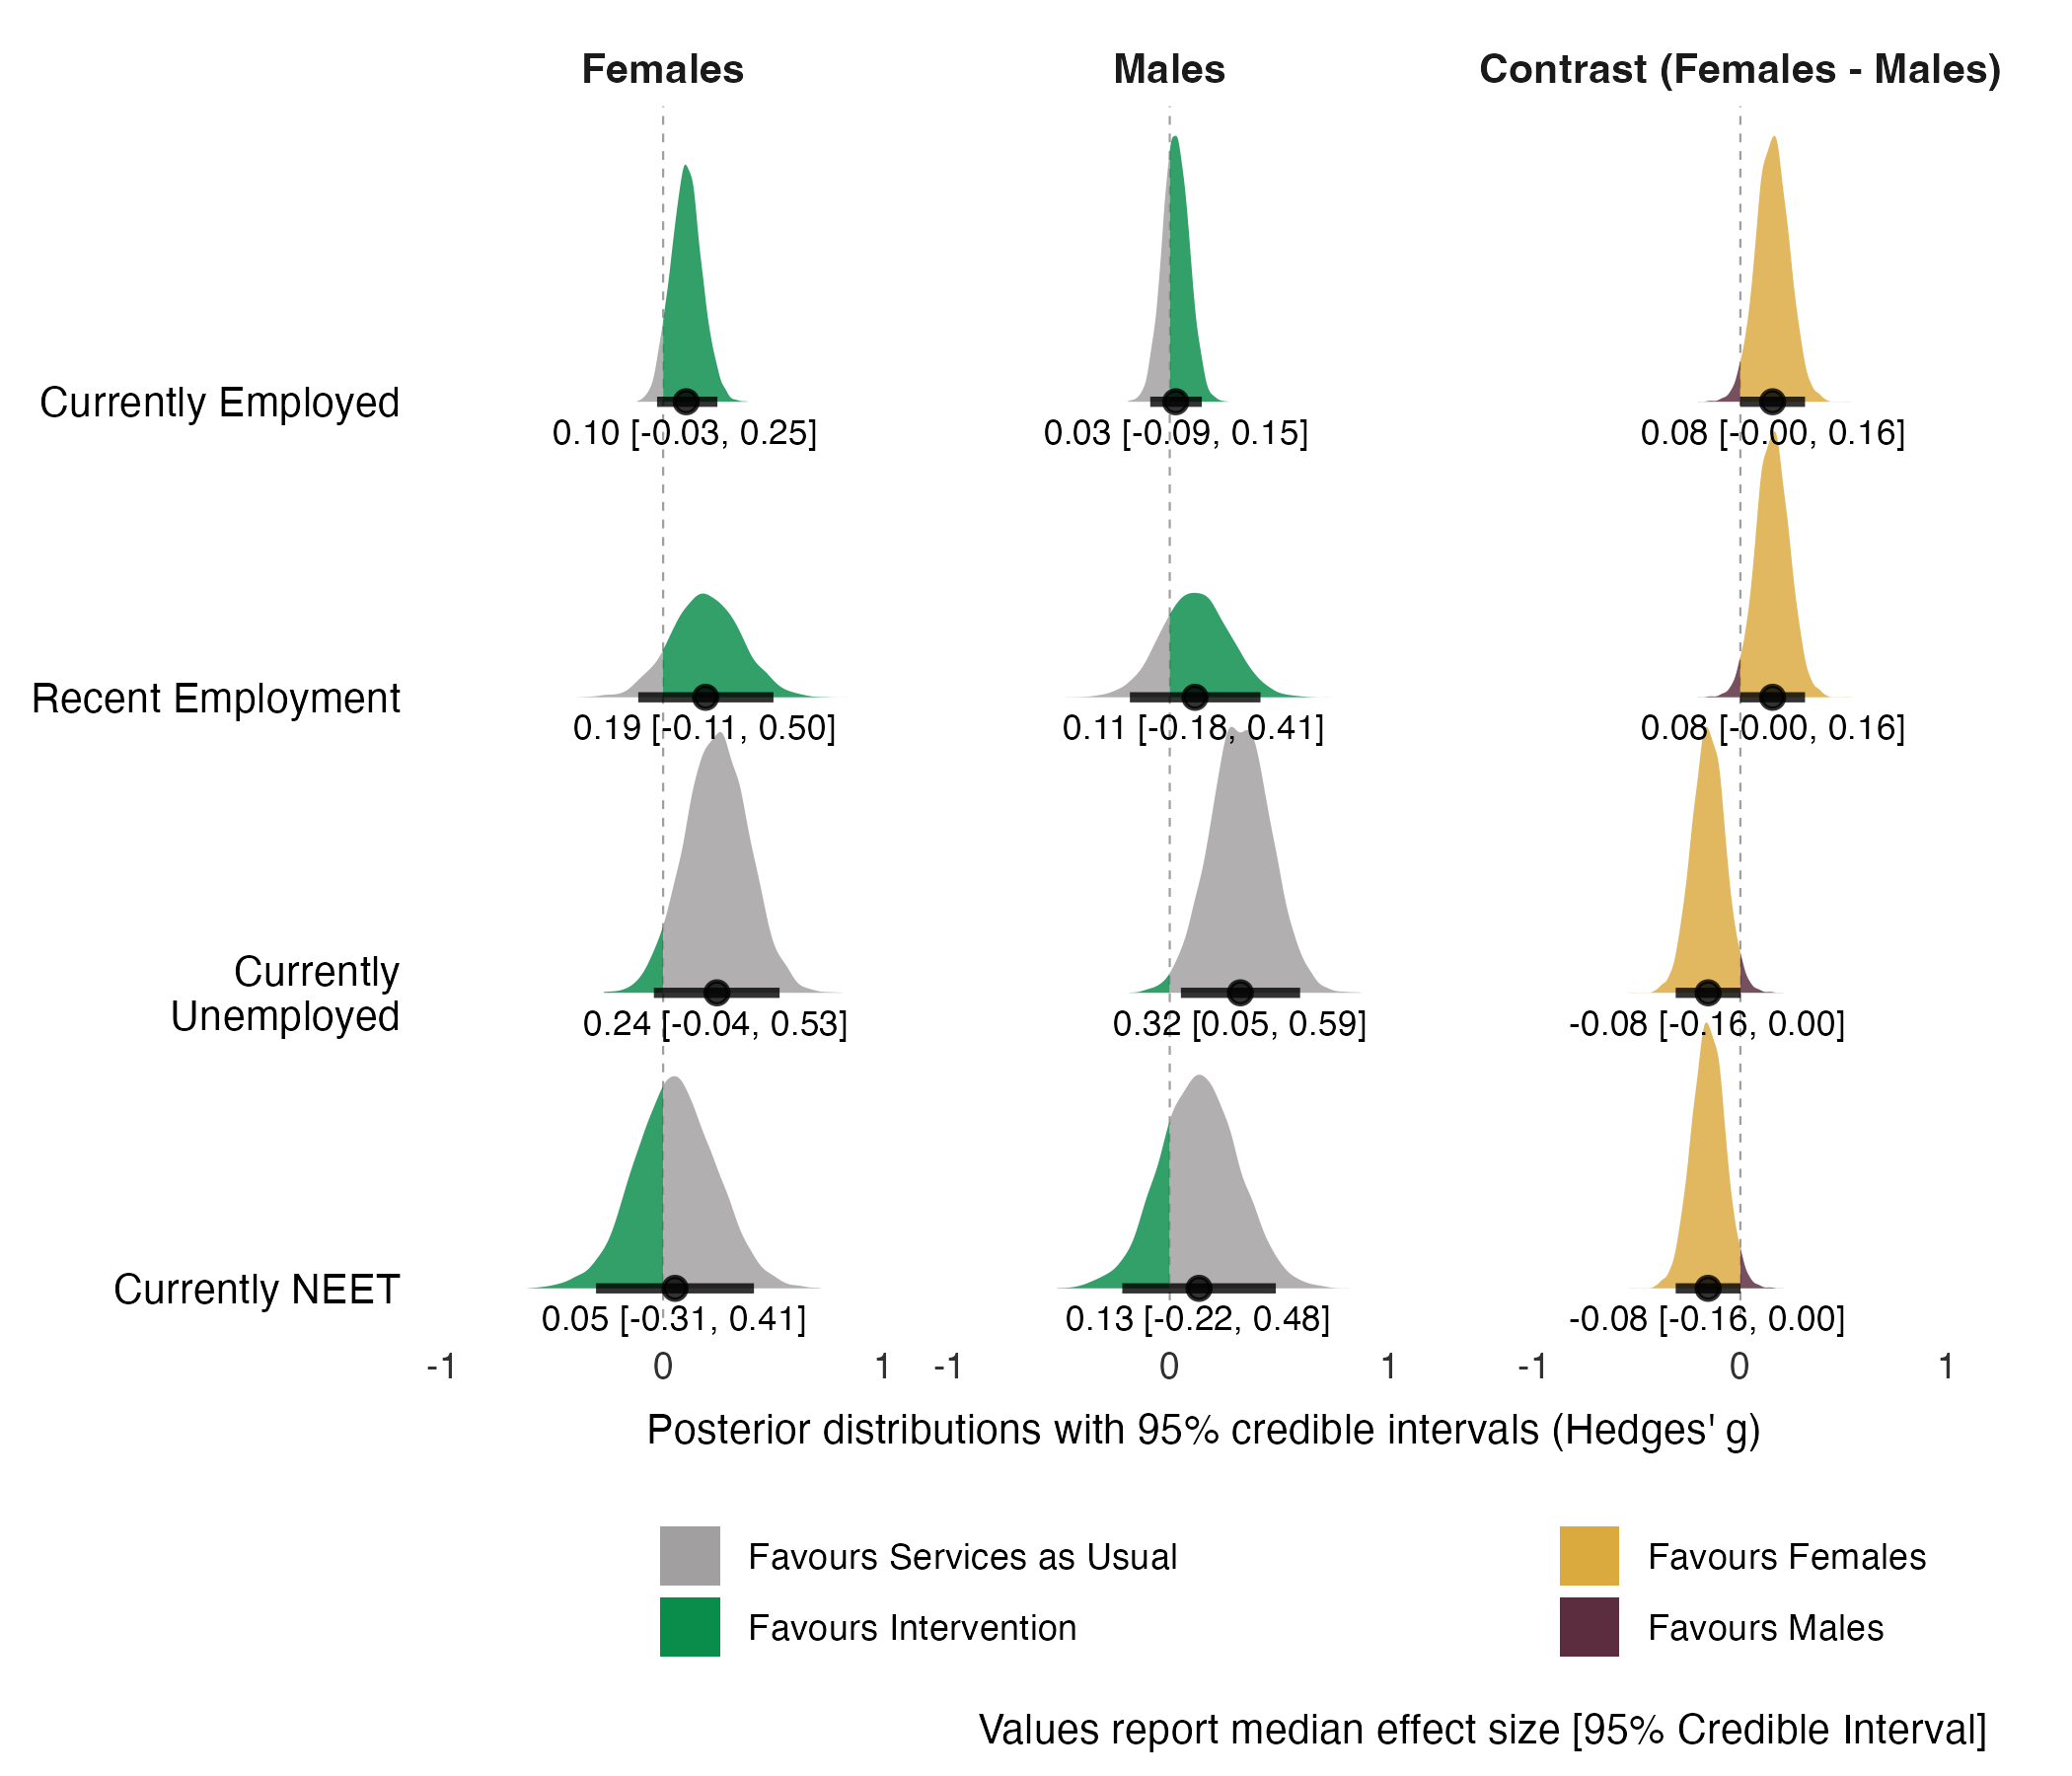 Females Males Contrast (Females - Males)
Currently Employed
0.10 [-0.03, 0.25] 0.03 [-0.09, 0.15] 0.08 [-0.00, 0.16]
Recent Employment
0.19 [-0.11, 0.50] 0.11 [-0.18, 0.41] 0.08 [-0.00, 0.16]
Currently
Unemployed
0.24 [-0.04, 0.53] 0.32 [0.05, 0.59] -0.08 [-0.16, 0.00]
Currently NEET
0.05 [-0.31, 0.41] 0.13 [-0.22, 0.48] -0.08 [-0.16, 0.00]
-1 0 1 -1 0 1 -1 0 1
Posterior distributions with 95% credible intervals (Hedges' g)
Favours Services as Usual Favours Females
Favours Intervention Favours Males
Values report median effect size [95% Credible Interval]